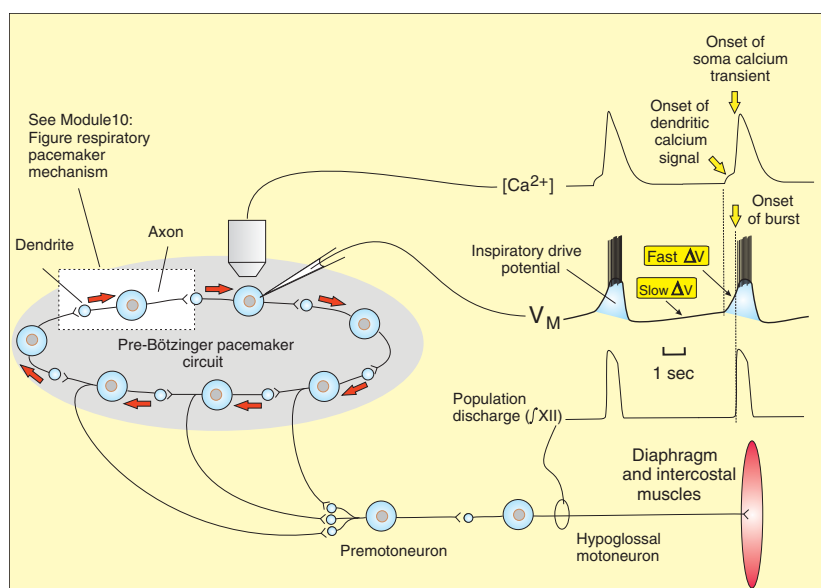 Onset of
soma calcium
transient
See Module10:
Figure respiratory
pacemaker
mechanism
Onset of
dendritic
calcium
signal
[Ca2+]
Onset
of burst
Dendrite
Axon
Inspiratory drive
potential
Fast ΔV
Slow ΔV
VM
Pre-Bötzinger pacemaker
circuit
1 sec
Population
discharge (∫XII)
Diaphragm
and intercostal
muscles
Premotoneuron
Hypoglossal
motoneuron